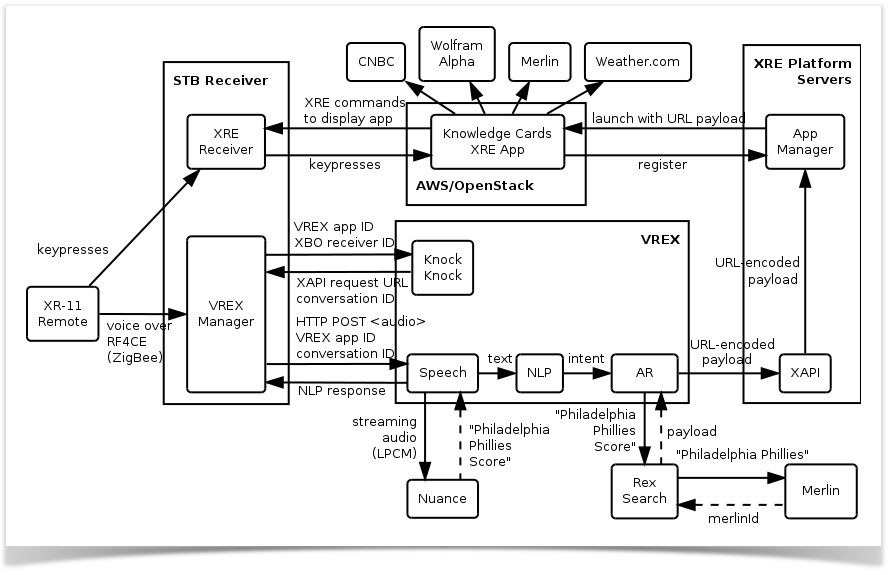 CNBC
Wolfram
Alpha
Merlin
Weather.com
XRE Platform
Servers
STB Receiver
XRE commands
to display app
launch with URL payload
XRE
Receiver
Knowledge Cards
XRE App
App
Manager
keypresses
register
AWS/OpenStack
keypresses
VREX app ID
XBO receiver ID
VREX
Knock
Knock
URL-encoded
payload
XAPI request URL
conversation ID
XR-11
Remote
VREX
Manager
voice over
RF4CE
(ZigBee)
HTTP POST <audio>
VREX app ID
conversation ID
URL-encoded
payload
text
intent
Speech
NLP
AR
XAPI
NLP response
streaming
audio
(LPCM)
"Philadelphia
Phillies
Score"
"Philadelphia
Phillies
Score"
payload
"Philadelphia Phillies"
Nuance
Rex
Search
Merlin
merlinId